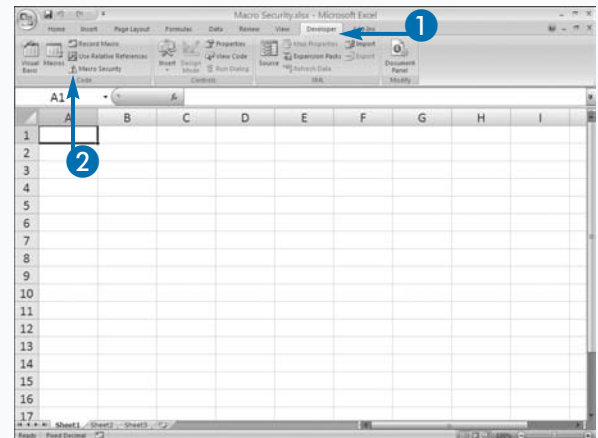 Macro Security.xlsx - Microsoft Excel
Home Insert Page Layout Formulas Data Review View Developer Add-Ins
1
Visual Basic
Macros
Record Macro
Use Relative References
Macro Security
Code
Insert
Design Mode
Properties
View Code
Run Dialog
Controls
Source
Map Properties
Expansion Packs
Refresh Data
Import
Export
XML
Document Panel
Modify
A1
2
A B C D E F G H I
1
2
3
4
5
6
7
8
9
10
11
12
13
14
15
16
17
Sheet1 Sheet2 Sheet3
Ready Fixed Decimal 100%